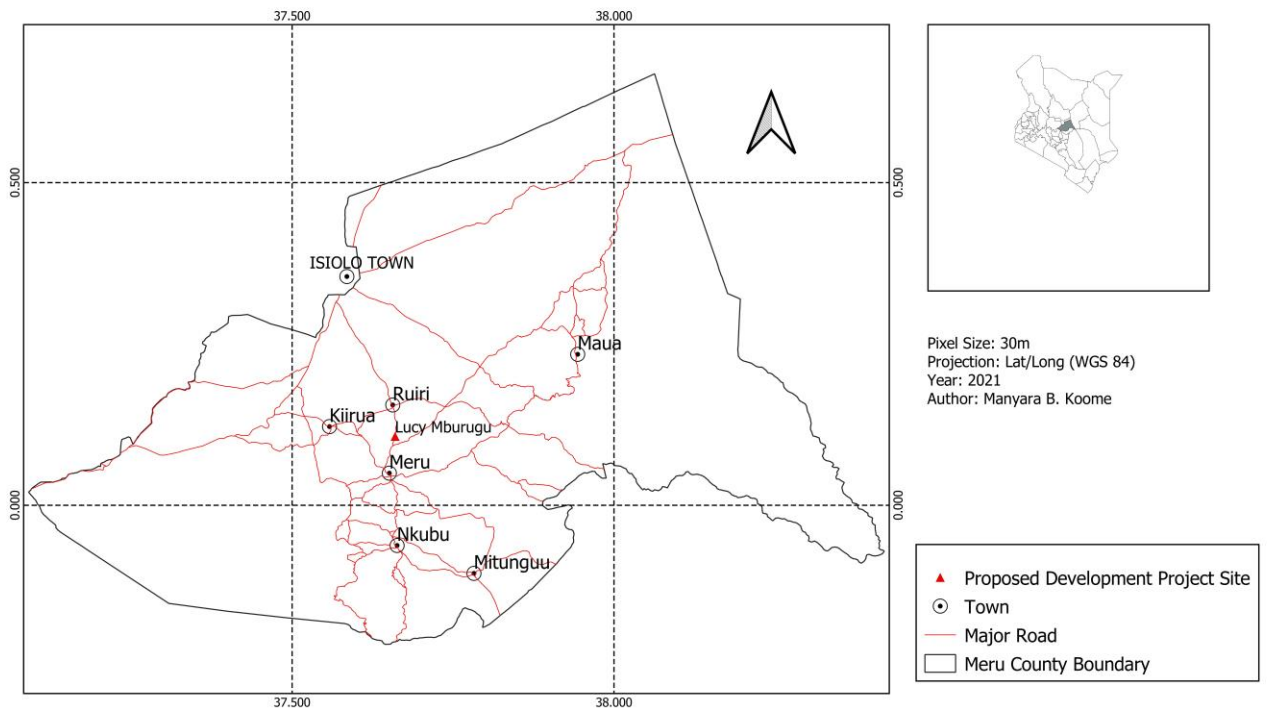 37.500
38.000
0.500
0.500
ISIOLO TOWN
Maua
Ruiri
Kiirua
Lucy Mburugu
Meru
0.000
0.000
Nkubu
Mitunguu
37.500
38.000
Pixel Size: 30m
Projection: Lat/Long (WGS 84)
Year: 2021
Author: Manyara B. Koome
Proposed Development Project Site
Town
Major Road
Meru County Boundary